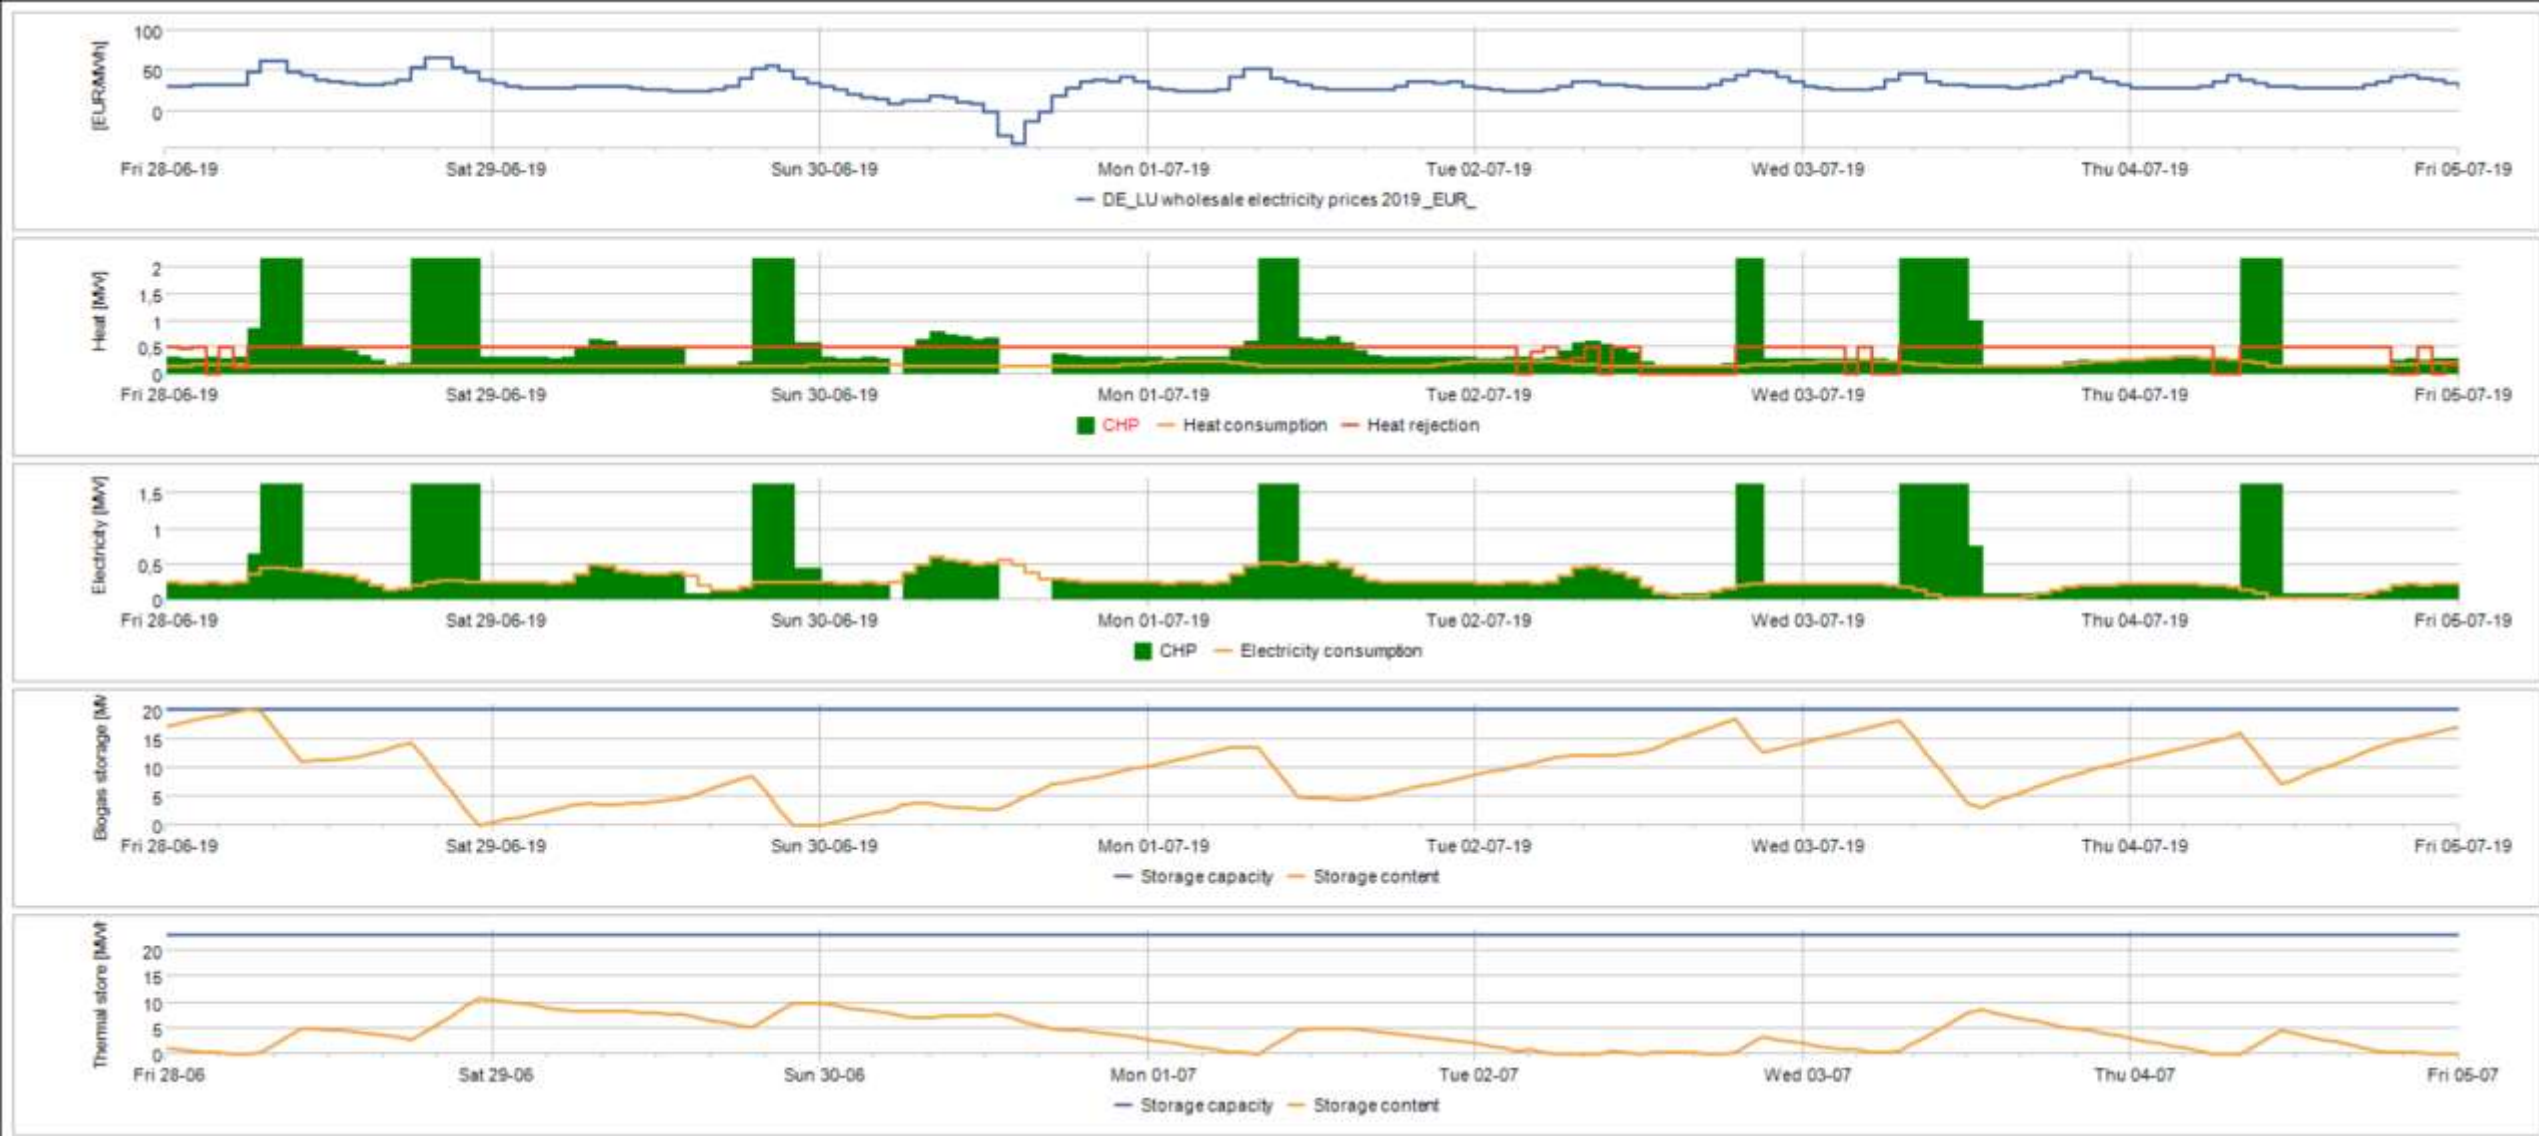 [EUR/MWh]
100
50
0
Fri 28-06-19 Sat 29-06-19 Sun 30-06-19 Mon 01-07-19 Tue 02-07-19 Wed 03-07-19 Thu 04-07-19 Fri 05-07-19
DE_LU wholesale electricity prices 2019 _EUR_
Heat [MW]
2
1,5
1
0,5
0
Fri 28-06-19 Sat 29-06-19 Sun 30-06-19 Mon 01-07-19 Tue 02-07-19 Wed 03-07-19 Thu 04-07-19 Fri 05-07-19
CHP Heat consumption Heat rejection
Electricity [MW]
1,5
1
0,5
0
Fri 28-06-19 Sat 29-06-19 Sun 30-06-19 Mon 01-07-19 Tue 02-07-19 Wed 03-07-19 Thu 04-07-19 Fri 05-07-19
CHP Electricity consumption
Biogas storage [MW
20
15
10
5
0
Fri 28-06-19 Sat 29-06-19 Sun 30-06-19 Mon 01-07-19 Tue 02-07-19 Wed 03-07-19 Thu 04-07-19 Fri 05-07-19
Storage capacity Storage content
Thermal store [MWh
20
15
10
5
0
Fri 28-06 Sat 29-06 Sun 30-06 Mon 01-07 Tue 02-07 Wed 03-07 Thu 04-07 Fri 05-07
Storage capacity Storage content